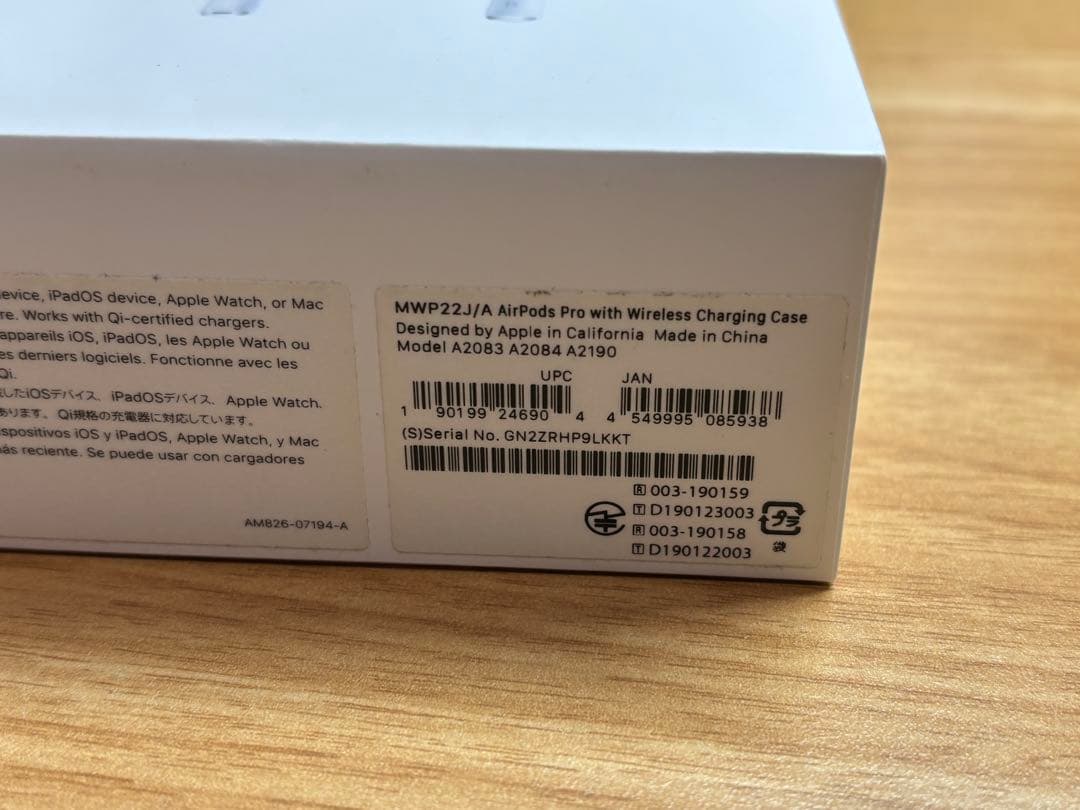 device, iPadOS device, Apple Watch, or Mac
re. Works with Qi-certified chargers.
appareils iOS, iPadOS, les Apple Watch ou
es derniers logiciels. Fonctionne avec les
Qi.
したiOSデバイス、iPadOSデバイス、Apple Watch、
あります。Qi規格の充電器に対応しています。
ispositivos iOS y iPadOS, Apple Watch, y Mac
más reciente. Se puede usar con cargadores
AM826-07194-A
MWP22J/A AirPods Pro with Wireless Charging Case
Designed by Apple in California Made in China
Model A2083 A2084 A2190
UPC JAN
1 90199 24690 4 4 549995 085938
(S)Serial No. GN2ZRHP9LKKT
R 003-190159
T D190123003
R 003-190158
T D190122003
プラ
袋